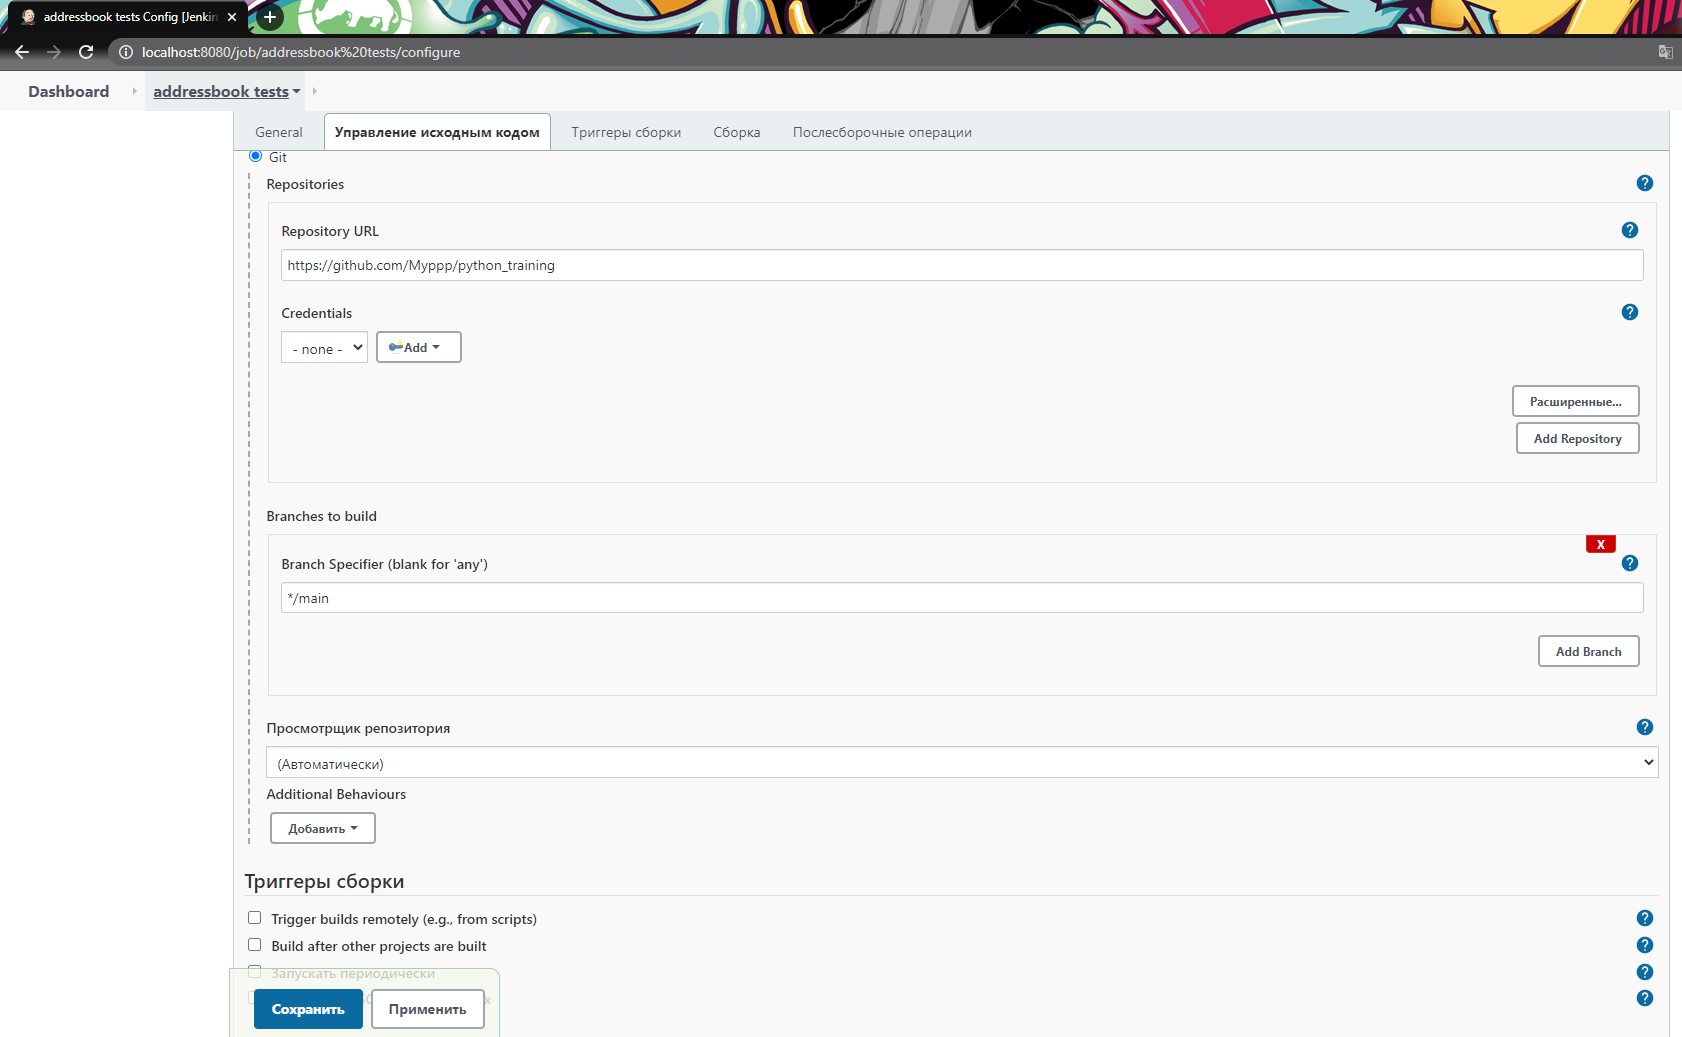 addressbook tests Config [Jenkin
localhost:8080/job/addressbook%20tests/configure
Dashboard addressbook tests
General Управление исходным кодом Триггеры сборки Сборка Послесборочные операции
Git
Repositories
Repository URL
https://github.com/Myppp/python_training
Credentials
- none - Add
Расширенные...
Add Repository
Branches to build
X
Branch Specifier (blank for 'any')
*/main
Add Branch
Просмотрщик репозитория
(Автоматически)
Additional Behaviours
Добавить
Триггеры сборки
Trigger builds remotely (e.g., from scripts)
Build after other projects are built
Запускать периодически
Сохранить Применить